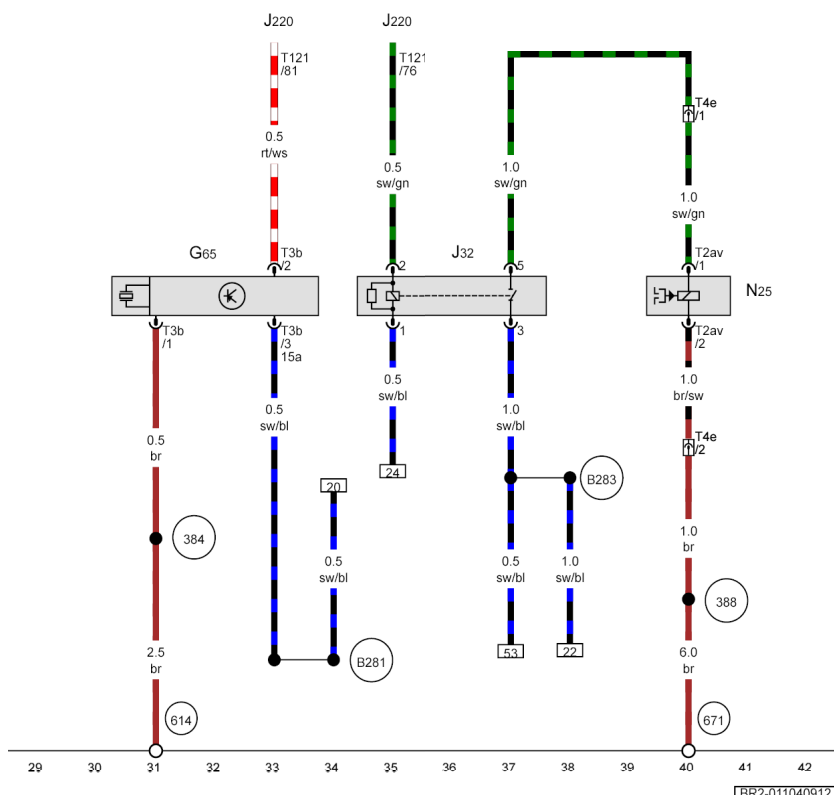 J220 J220
T121 /81
T121 /76
T4e /1
0.5 rt/ws
0.5 sw/gn
1.0 sw/gn
1.0 sw/gn
G65
T3b /2
2
J32
5
T2av /1
N25
T3b /1
T3b /3 15a
1
3
T2av /2
0.5 sw/bl
0.5 sw/bl
1.0 sw/bl
1.0 br/sw
0.5 br
T4e /2
20
24
B283
384
0.5 sw/bl
0.5 sw/bl
1.0 sw/bl
1.0 br
388
2.5 br
B281
53
22
6.0 br
614
671
29 30 31 32 33 34 35 36 37 38 39 40 41 42
BR2-011040912